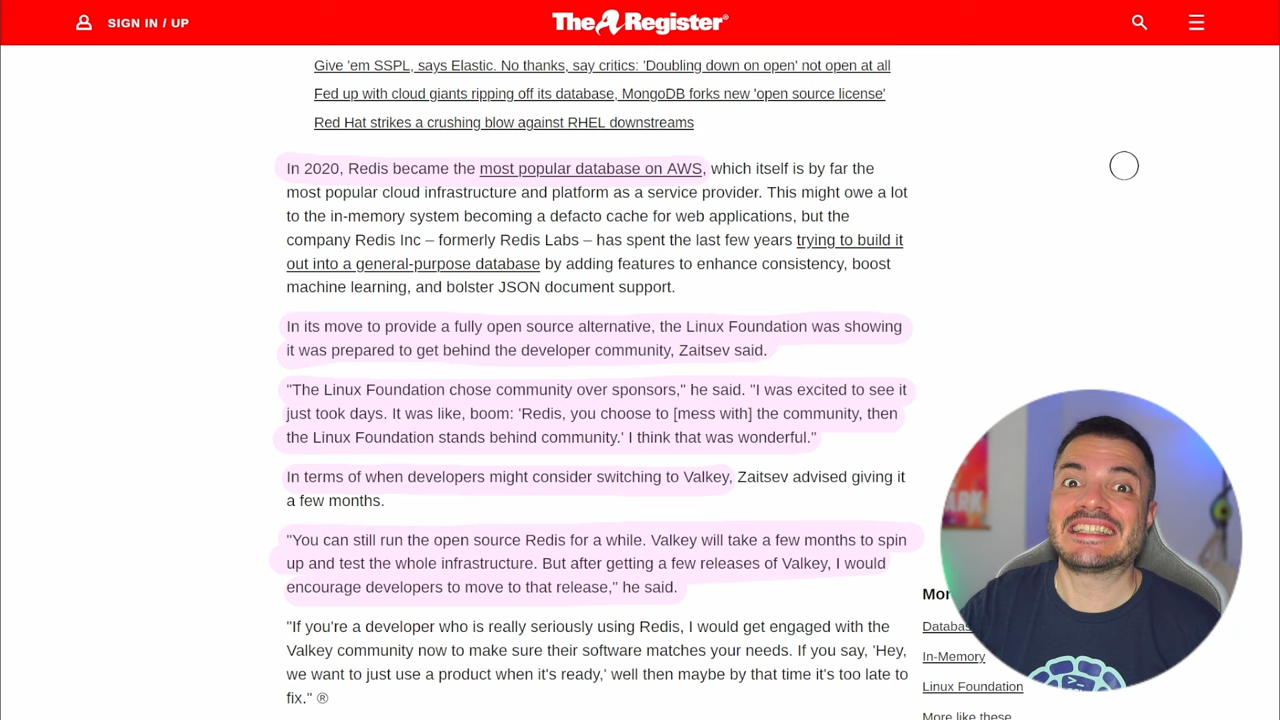 SIGN IN / UP
The Register®
Give 'em SSPL, says Elastic. No thanks, say critics: 'Doubling down on open' not open at all
Fed up with cloud giants ripping off its database, MongoDB forks new 'open source license'
Red Hat strikes a crushing blow against RHEL downstreams
In 2020, Redis became the most popular database on AWS, which itself is by far the
most popular cloud infrastructure and platform as a service provider. This might owe a lot
to the in-memory system becoming a defacto cache for web applications, but the
company Redis Inc – formerly Redis Labs – has spent the last few years trying to build it
out into a general-purpose database by adding features to enhance consistency, boost
machine learning, and bolster JSON document support.
In its move to provide a fully open source alternative, the Linux Foundation was showing
it was prepared to get behind the developer community, Zaitsev said.
"The Linux Foundation chose community over sponsors," he said. "I was excited to see it
just took days. It was like, boom: 'Redis, you choose to [mess with] the community, then
the Linux Foundation stands behind community.' I think that was wonderful."
In terms of when developers might consider switching to Valkey, Zaitsev advised giving it
a few months.
"You can still run the open source Redis for a while. Valkey will take a few months to spin
up and test the whole infrastructure. But after getting a few releases of Valkey, I would
encourage developers to move to that release," he said.
"If you're a developer who is really seriously using Redis, I would get engaged with the
Valkey community now to make sure their software matches your needs. If you say, 'Hey,
we want to just use a product when it's ready,' well then maybe by that time it's too late to
fix." ®
In-Memory
Linux Foundation
More like these